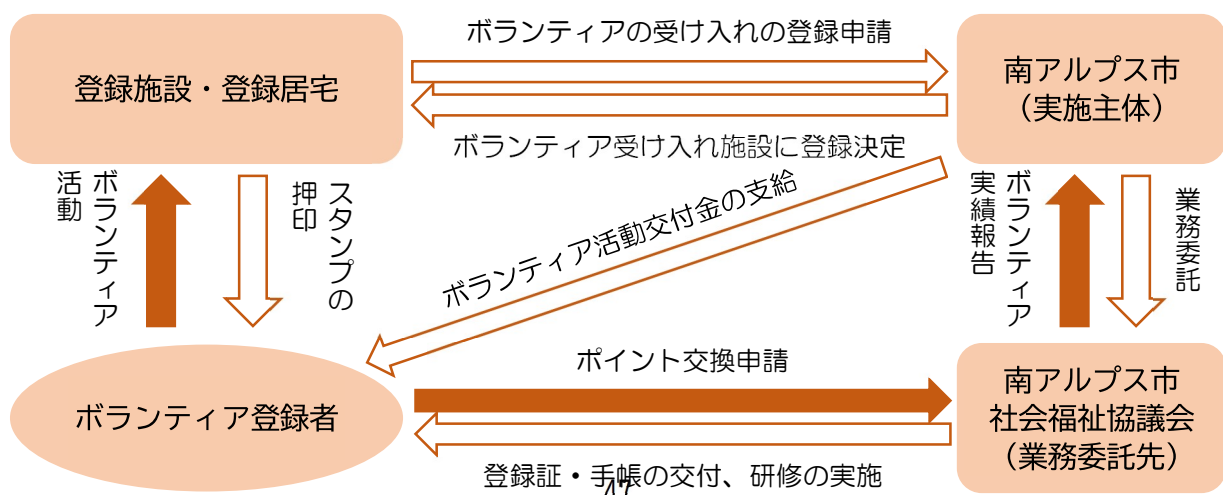 ボランティアの受け入れの登録申請
登録施設・登録居宅
南アルプス市
（実施主体）
ボランティア受け入れ施設に登録決定
ボランティア
活動
スタンプの
押印
ボランティア活動交付金の支給
ボランティア
実績報告
業務委託
ポイント交換申請
ボランティア登録者
南アルプス市
社会福祉協議会
（業務委託先）
登録証・手帳の交付、研修の実施
47